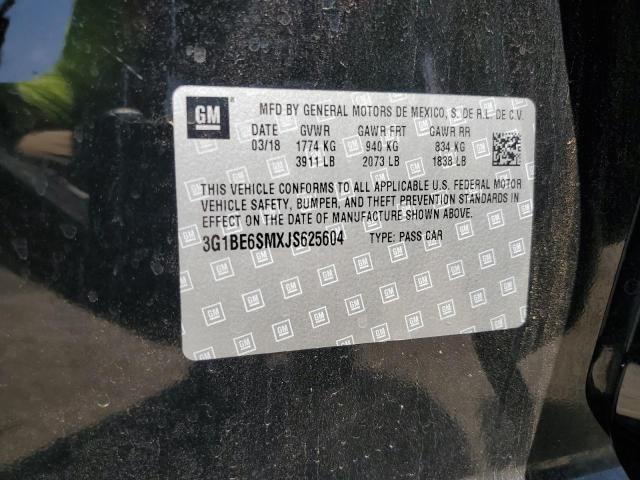 GM
MFD BY GENERAL MOTORS DE MEXICO, S. DE R.L. DE C.V.
DATE GVWR GAWR FRT GAWR RR
03/18 1774 KG 940 KG 834 KG
3911 LB 2073 LB 1838 LB
THIS VEHICLE CONFORMS TO ALL APPLICABLE U.S. FEDERAL MOTOR
VEHICLE SAFETY, BUMPER, AND THEFT PREVENTION STANDARDS IN
EFFECT ON THE DATE OF MANUFACTURE SHOWN ABOVE.
3G1BE6SMXJS625604 TYPE: PASS CAR